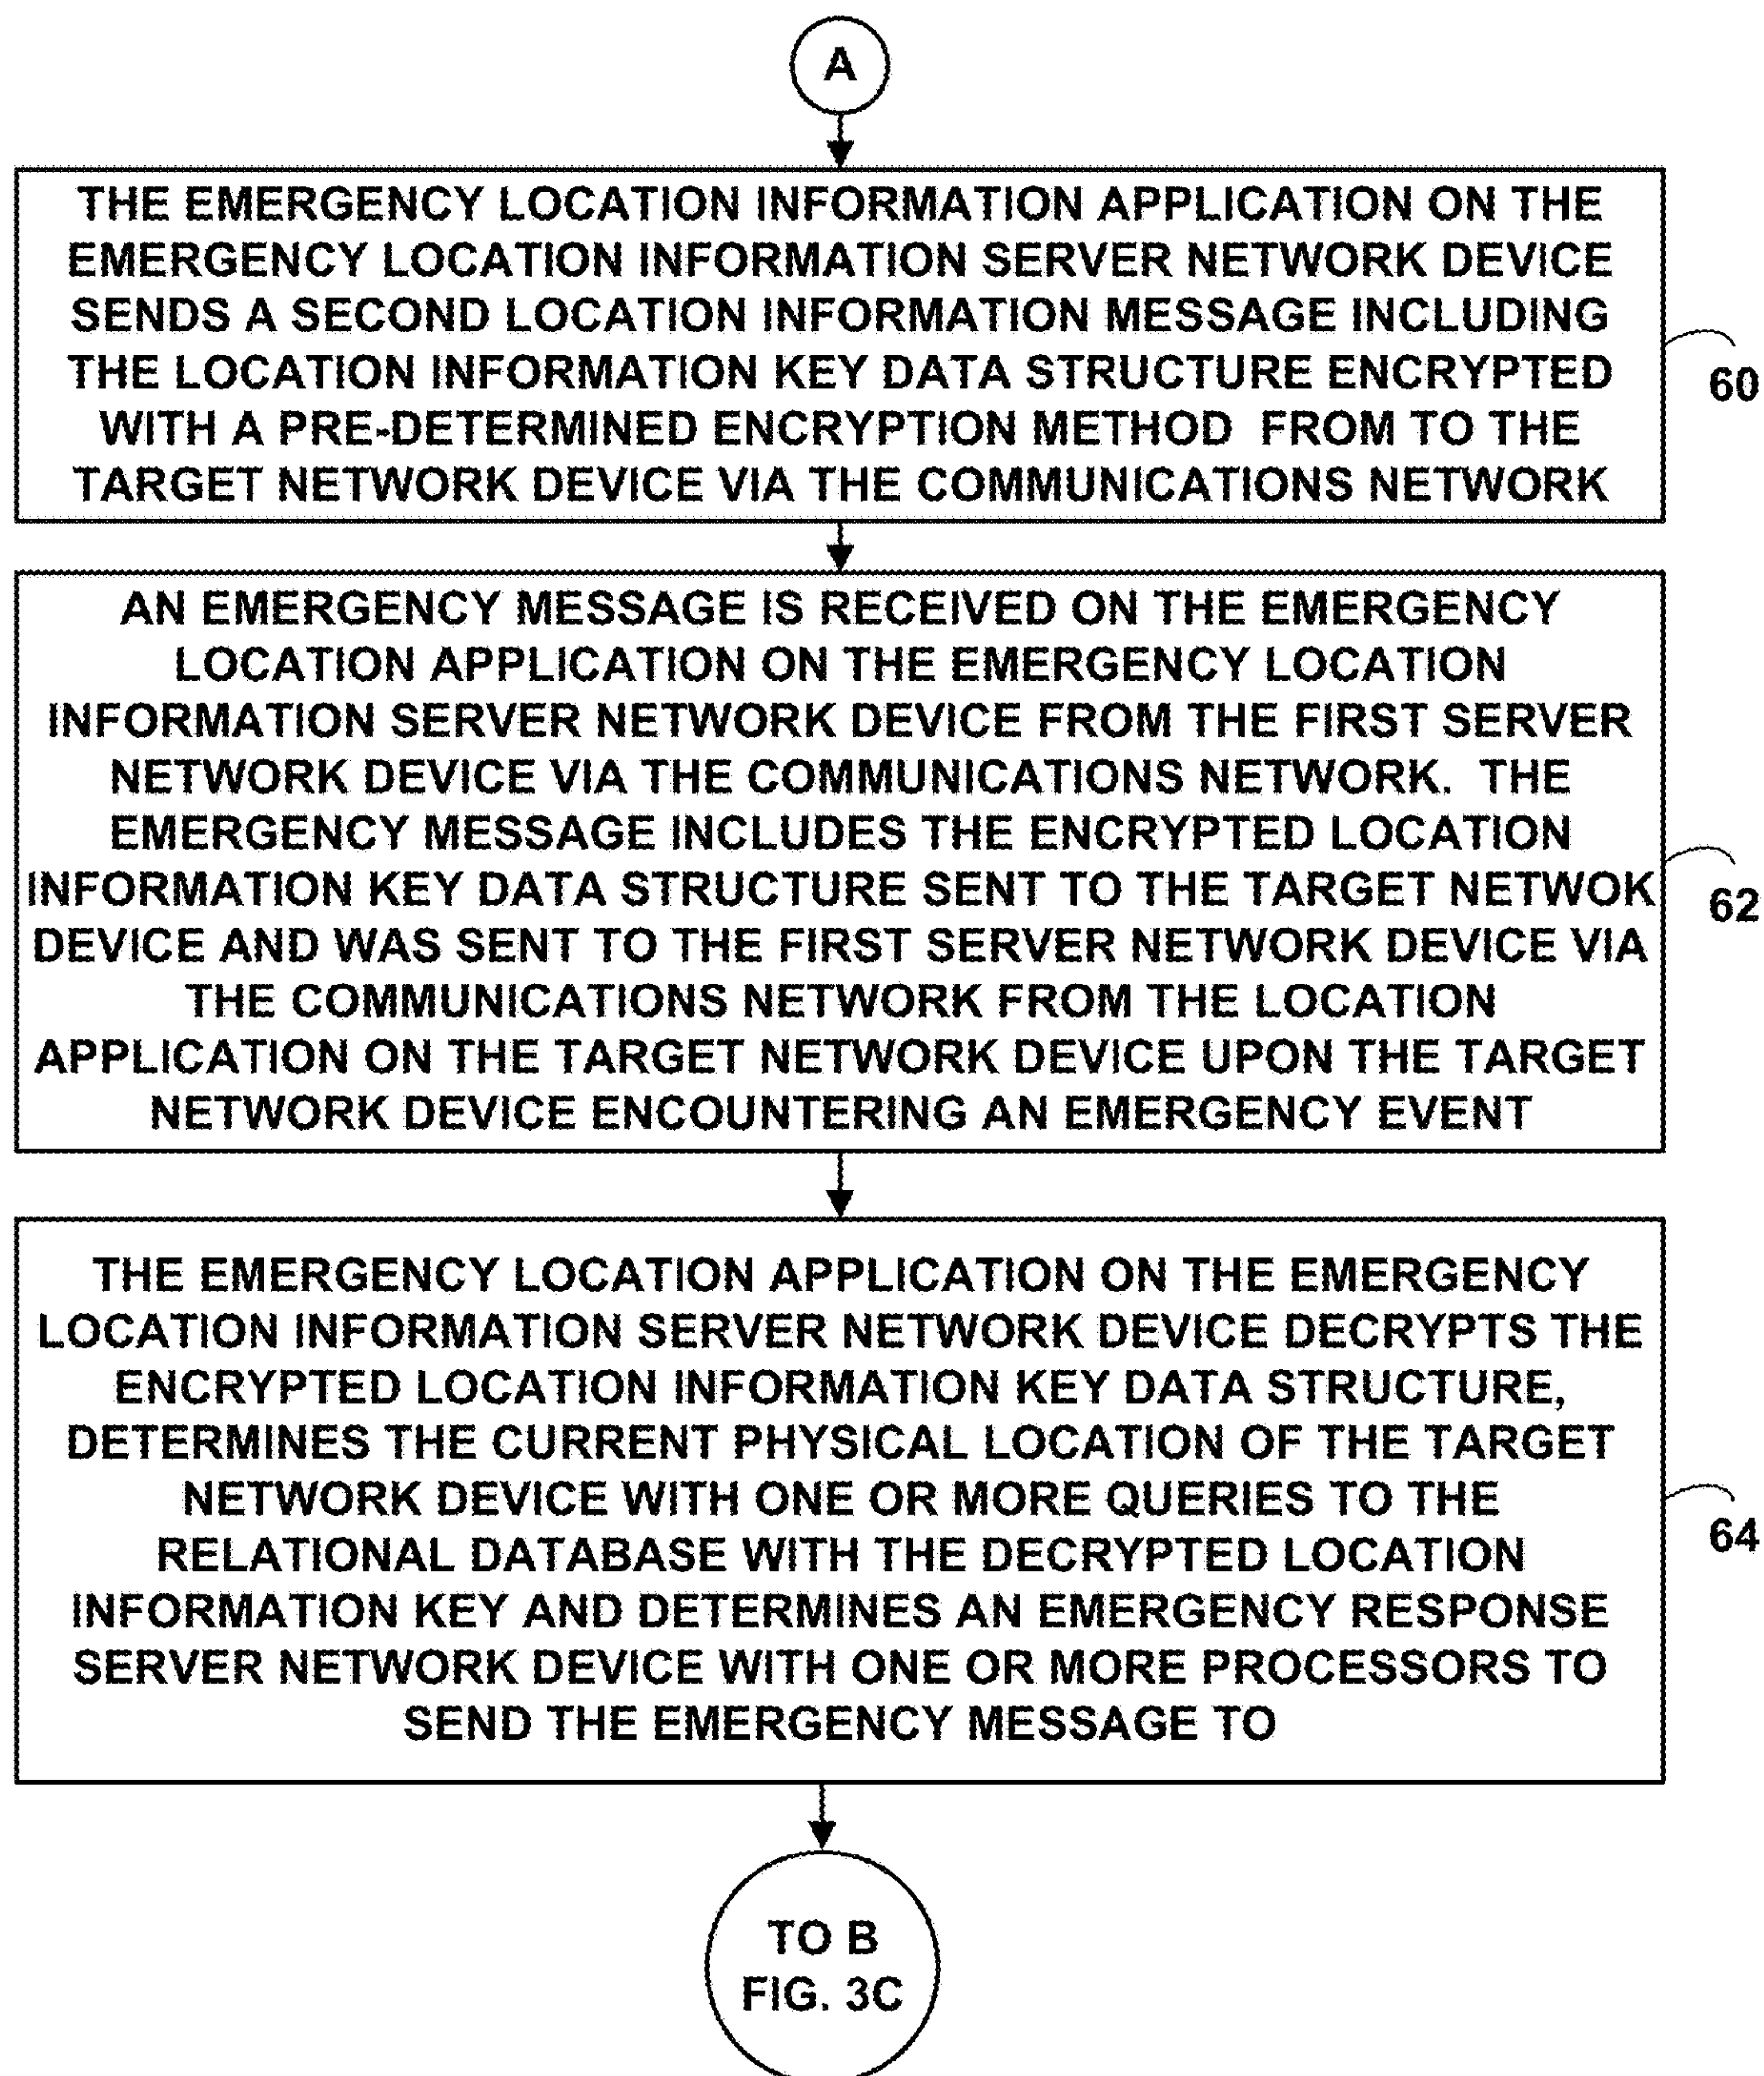 A
THE EMERGENCY LOCATION INFORMATION APPLICATION ON THE
EMERGENCY LOCATION INFORMATION SERVER NETWORK DEVICE
SENDS A SECOND LOCATION INFORMATION MESSAGE INCLUDING
THE LOCATION INFORMATION KEY DATA STRUCTURE ENCRYPTED
WITH A PRE-DETERMINED ENCRYPTION METHOD  FROM TO THE
TARGET NETWORK DEVICE VIA THE COMMUNICATIONS NETWORK
60
AN EMERGENCY MESSAGE IS RECEIVED ON THE EMERGENCY
LOCATION APPLICATION ON THE EMERGENCY LOCATION
INFORMATION SERVER NETWORK DEVICE FROM THE FIRST SERVER
NETWORK DEVICE VIA THE COMMUNICATIONS NETWORK.  THE
EMERGENCY MESSAGE INCLUDES THE ENCRYPTED LOCATION
INFORMATION KEY DATA STRUCTURE SENT TO THE TARGET NETWOK
DEVICE AND WAS SENT TO THE FIRST SERVER NETWORK DEVICE VIA
THE COMMUNICATIONS NETWORK FROM THE LOCATION
APPLICATION ON THE TARGET NETWORK DEVICE UPON THE TARGET
NETWORK DEVICE ENCOUNTERING AN EMERGENCY EVENT
62
THE EMERGENCY LOCATION APPLICATION ON THE EMERGENCY
LOCATION INFORMATION SERVER NETWORK DEVICE DECRYPTS THE
ENCRYPTED LOCATION INFORMATION KEY DATA STRUCTURE,
DETERMINES THE CURRENT PHYSICAL LOCATION OF THE TARGET
NETWORK DEVICE WITH ONE OR MORE QUERIES TO THE
RELATIONAL DATABASE WITH THE DECRYPTED LOCATION
INFORMATION KEY AND DETERMINES AN EMERGENCY RESPONSE
SERVER NETWORK DEVICE WITH ONE OR MORE PROCESSORS TO
SEND THE EMERGENCY MESSAGE TO
64
TO B
FIG. 3C